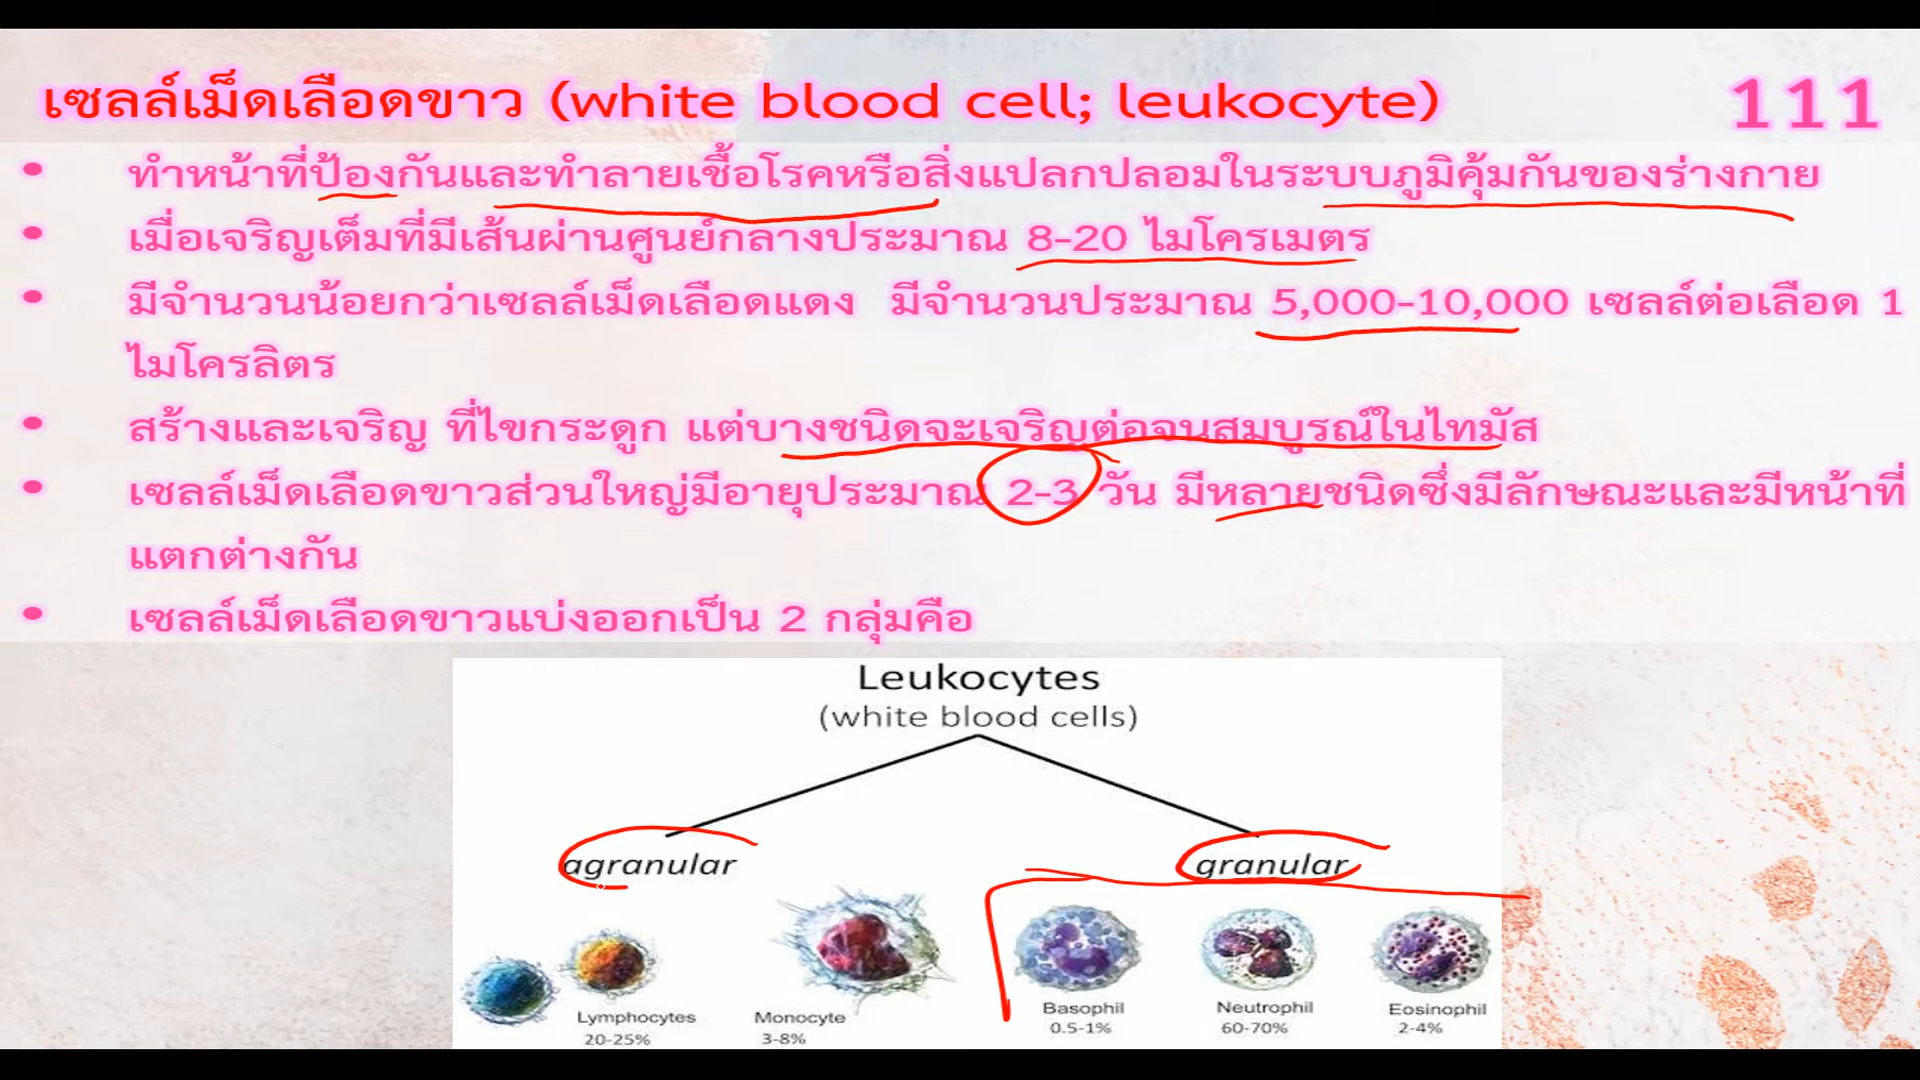 เซลล์เม็ดเลือดขาว (white blood cell; leukocyte)
111
• ทำหน้าที่ป้องกันและทำลายเชื้อโรคหรือสิ่งแปลกปลอมในระบบภูมิคุ้มกันของร่างกาย
• เมื่อเจริญเต็มที่มีเส้นผ่านศูนย์กลางประมาณ 8-20 ไมโครเมตร
• มีจำนวนน้อยกว่าเซลล์เม็ดเลือดแดง มีจำนวนประมาณ 5,000-10,000 เซลล์ต่อเลือด 1
ไมโครลิตร
• สร้างและเจริญ ที่ไขกระดูก แต่บางชนิดจะเจริญต่อจนสมบูรณ์ในไทมัส
• เซลล์เม็ดเลือดขาวส่วนใหญ่มีอายุประมาณ 2-3 วัน มีหลายชนิดซึ่งมีลักษณะและมีหน้าที่
แตกต่างกัน
• เซลล์เม็ดเลือดขาวแบ่งออกเป็น 2 กลุ่มคือ
Leukocytes
(white blood cells)
agranular
granular
Lymphocytes
20-25%
Monocyte
3-8%
Basophil
0.5-1%
Neutrophil
60-70%
Eosinophil
2-4%